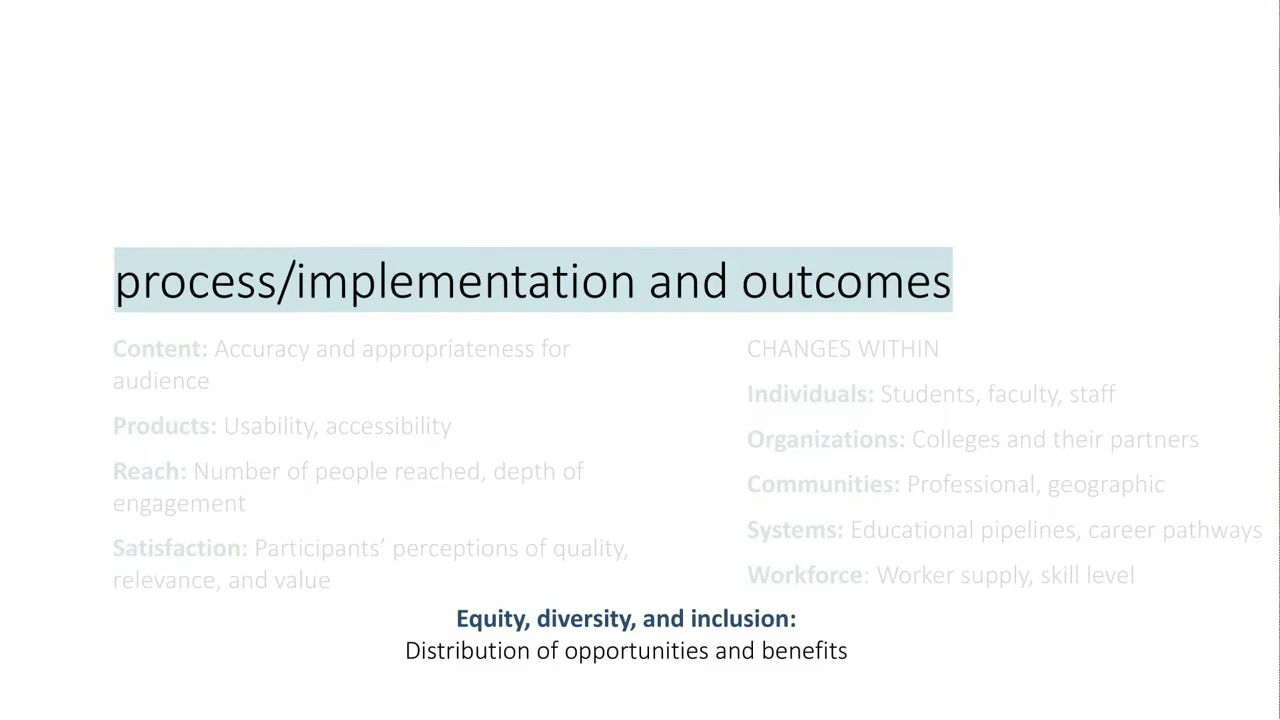 process/implementation and outcomes
Content: Accuracy and appropriateness for
audience
Products: Usability, accessibility
Reach: Number of people reached, depth of
engagement
Satisfaction: Participants’ perceptions of quality,
relevance, and value
CHANGES WITHIN
Individuals: Students, faculty, staff
Organizations: Colleges and their partners
Communities: Professional, geographic
Systems: Educational pipelines, career pathways
Workforce: Worker supply, skill level
Equity, diversity, and inclusion:
Distribution of opportunities and benefits